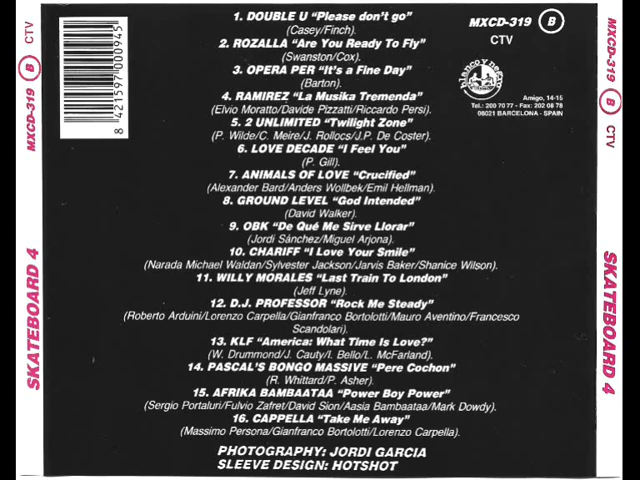 1. DOUBLE U “Please don't go”
(Casey/Finch).
2. ROZALLA “Are You Ready To Fly”
(Swanston/Cox).
3. OPERA PER “It's a Fine Day”
(Barton).
4. RAMIREZ “La Musika Tremenda”
(Elvio Moratto/Davide Pizzatti/Riccardo Persi).
5. 2 UNLIMITED “Twilight Zone”
(P. Wilde/C. Meire/J. Rollocs/J.P. De Coster).
6. LOVE DECADE “I Feel You”
(P. Gill).
7. ANIMALS OF LOVE “Crucified”
(Alexander Bard/Anders Wollbek/Emil Hellman).
8. GROUND LEVEL “God Intended”
(David Walker).
9. OBK “De Qué Me Sirve Llorar”
(Jordi Sánchez/Miguel Arjona).
10. CHARIFF “I Love Your Smile”
(Narada Michael Waldan/Sylvester Jackson/Jarvis Baker/Shanice Wilson).
11. WILLY MORALES “Last Train To London”
(Jeff Lyne).
12. D.J. PROFESSOR “Rock Me Steady”
(Roberto Arduini/Lorenzo Carpella/Gianfranco Bortolotti/Mauro Aventino/Francesco
Scandolari).
13. KLF “America: What Time Is Love?”
(W. Drummond/J. Cauty/I. Bello/L. McFarland).
14. PASCAL'S BONGO MASSIVE “Pere Cochon”
(R. Whittard/P. Asher).
15. AFRIKA BAMBAATAA “Power Boy Power”
(Sergio Portaluri/Fulvio Zafret/David Sion/Aasia Bambaataa/Mark Dowdy).
16. CAPPELLA “Take Me Away”
(Massimo Persona/Gianfranco Bortolotti/Lorenzo Carpella).
PHOTOGRAPHY: JORDI GARCIA
SLEEVE DESIGN: HOTSHOT
MXCD-319 B
CTV
blanco y negro
Amigo, 14-15
Tel.: 200 70 77 - Fax: 202 08 78
08021 BARCELONA - SPAIN
8 421597 000945
SKATEBOARD 4
MXCD-319 B CTV
MXCD-319 B CTV
SKATEBOARD 4